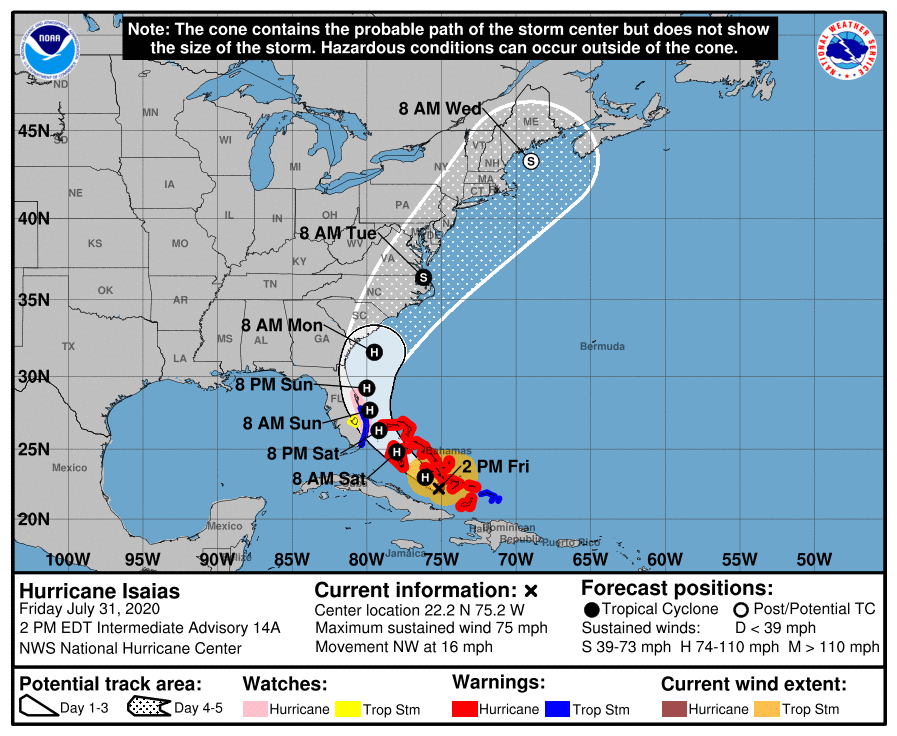 Note: The cone contains the probable path of the storm center but does not show
the size of the storm. Hazardous conditions can occur outside of the cone.
NOAA
NATIONAL WEATHER SERVICE
ND
MN
8 AM Wed
ME
45N
SD
WI
VT
MI
NY
NH
MA
NE
IA
CT
RI
PA
40N
IL
IN
OH
NJ
8 AM Tue
MD
DE
KS
MO
WV
KY
VA
S
35N
OK
TN
NC
AR
SC
8 AM Mon
MS
AL
GA
TX
LA
H
Bermuda
30N
8 PM Sun
H
FL
8 AM Sun
H
H
25N
8 PM Sat
H
Bahamas
Mexico
8 AM Sat
H
2 PM Fri
20N
Mexico
Haiti
Dominican
Republic
Puerto Rico
Jamaica
Belize
100W 95W 90W 85W 80W 75W 70W 65W 60W 55W 50W
Hurricane Isaias
Friday July 31, 2020
2 PM EDT Intermediate Advisory 14A
NWS National Hurricane Center
Current information: x
Center location 22.2 N 75.2 W
Maximum sustained wind 75 mph
Movement NW at 16 mph
Forecast positions:
Tropical Cyclone Post/Potential TC
Sustained winds: D < 39 mph
S 39-73 mph H 74-110 mph M > 110 mph
Potential track area:
Day 1-3 Day 4-5
Watches:
Hurricane Trop Stm
Warnings:
Hurricane Trop Stm
Current wind extent:
Hurricane Trop Stm